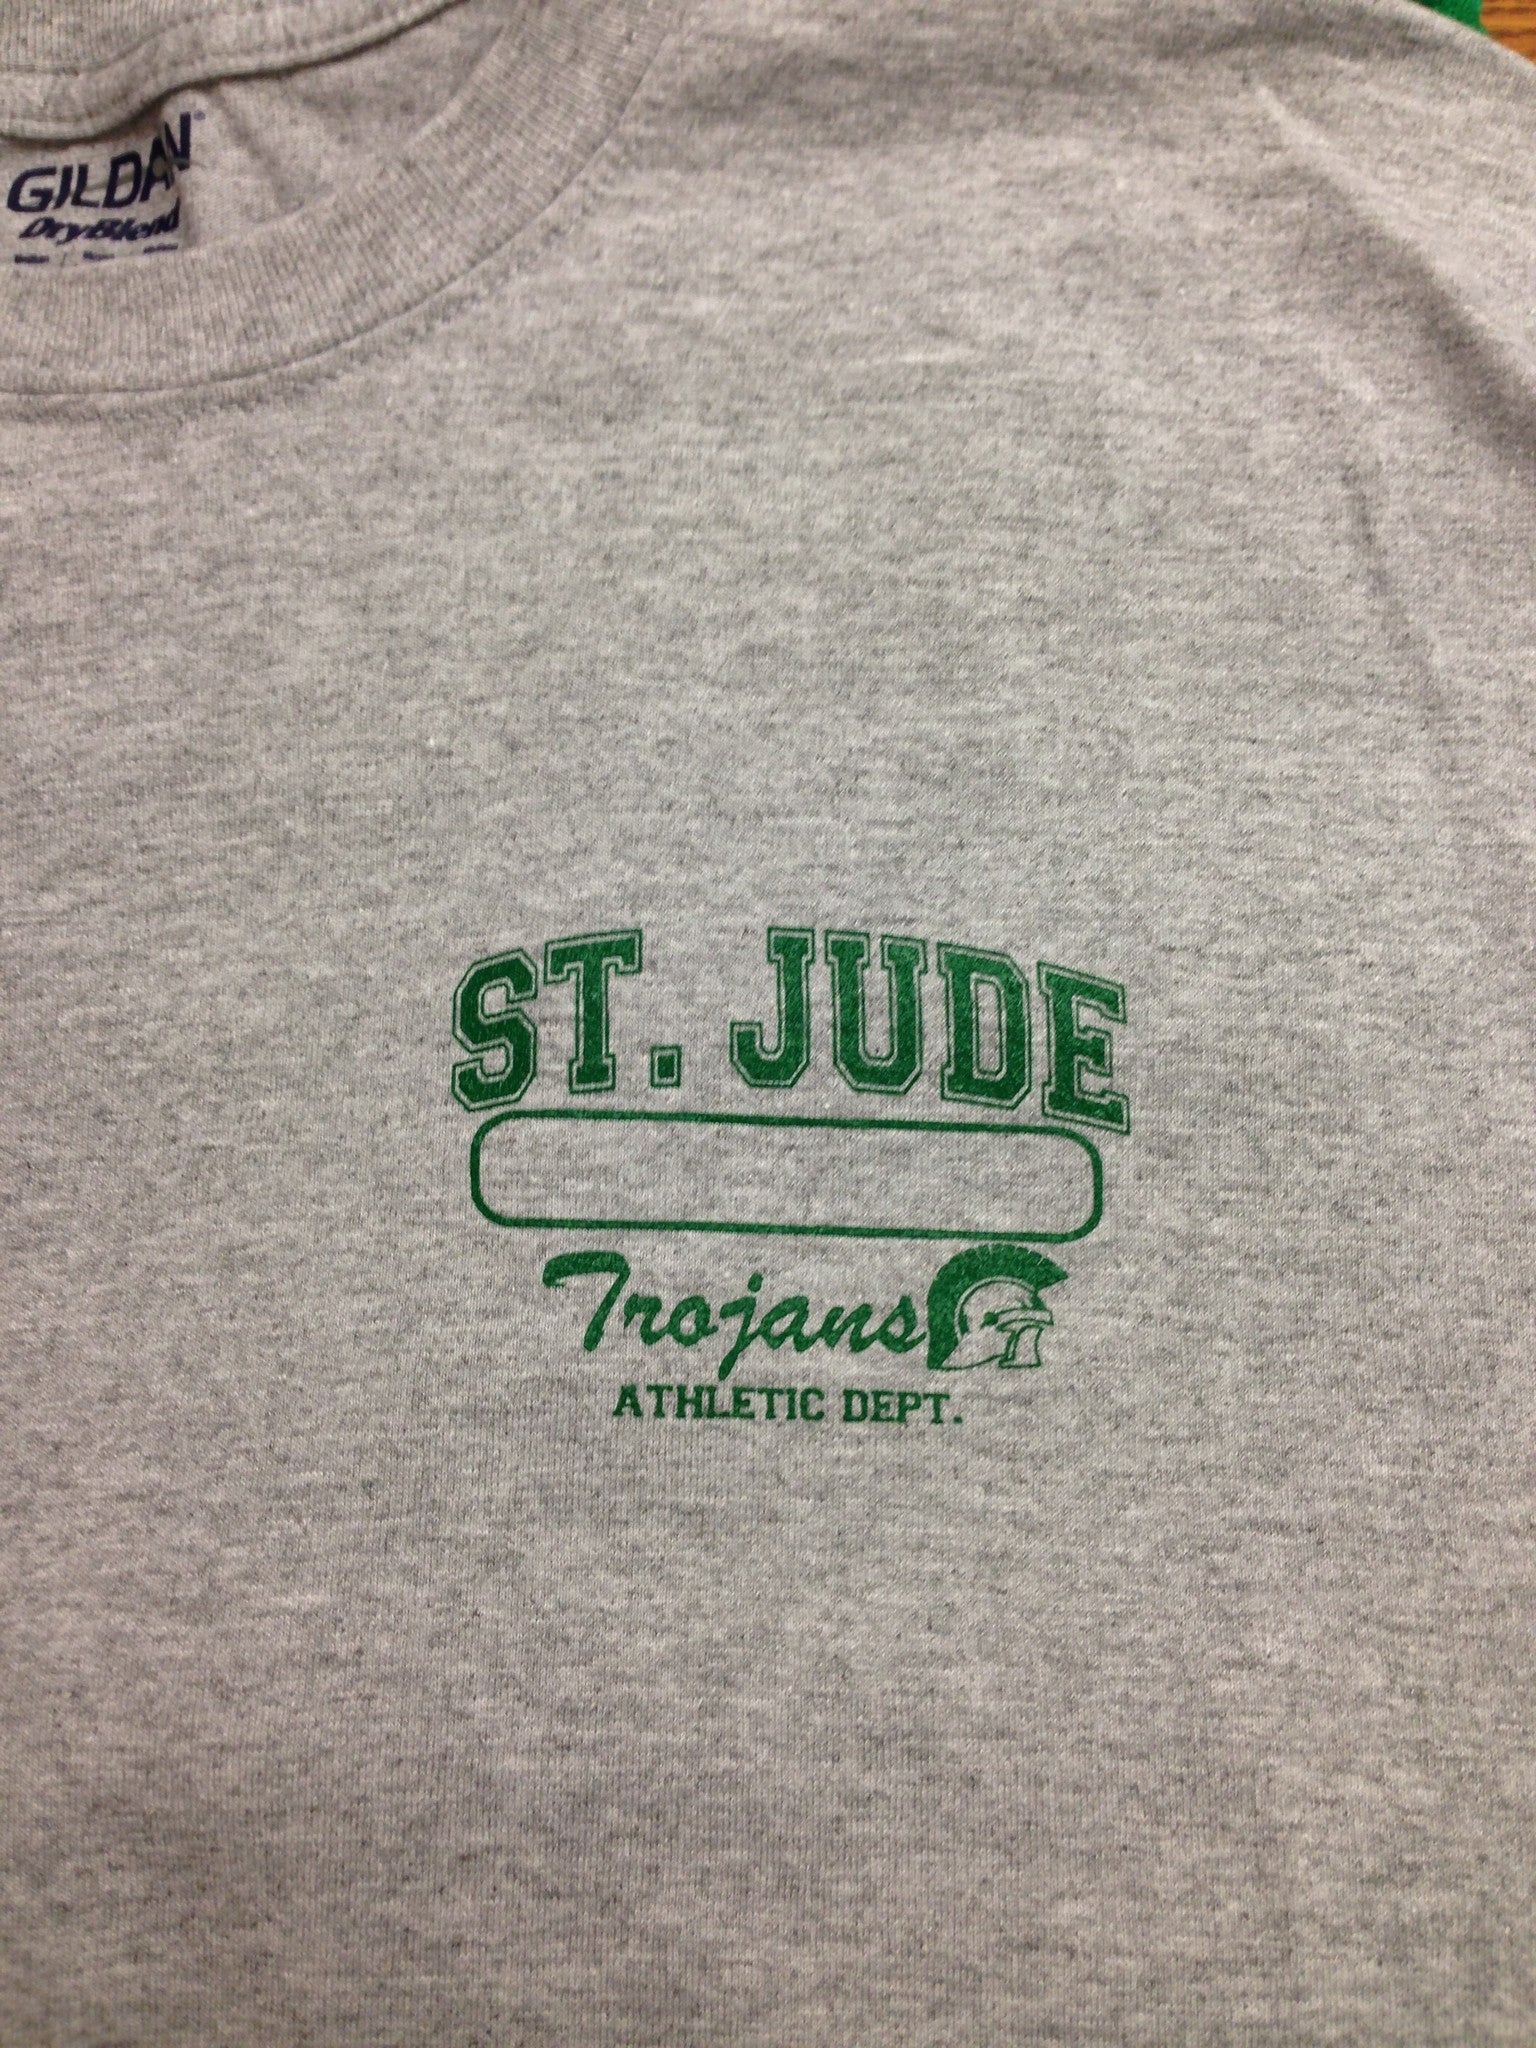 GILDAN®
DryBlend
ST. JUDE
Trojans
ATHLETIC DEPT.